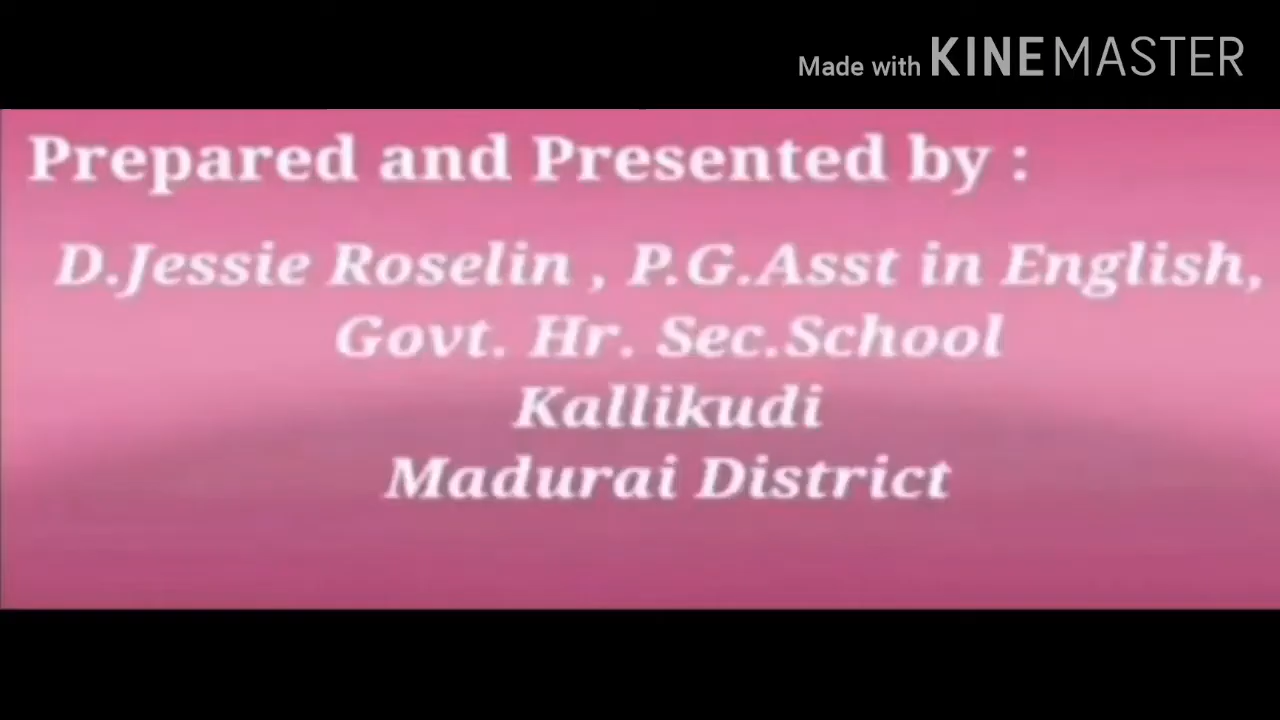 Made with KINEMASTER
Prepared and Presented by :
D.Jessie Roselin , P.G.Asst in English,
Govt. Hr. Sec.School
Kallikudi
Madurai District